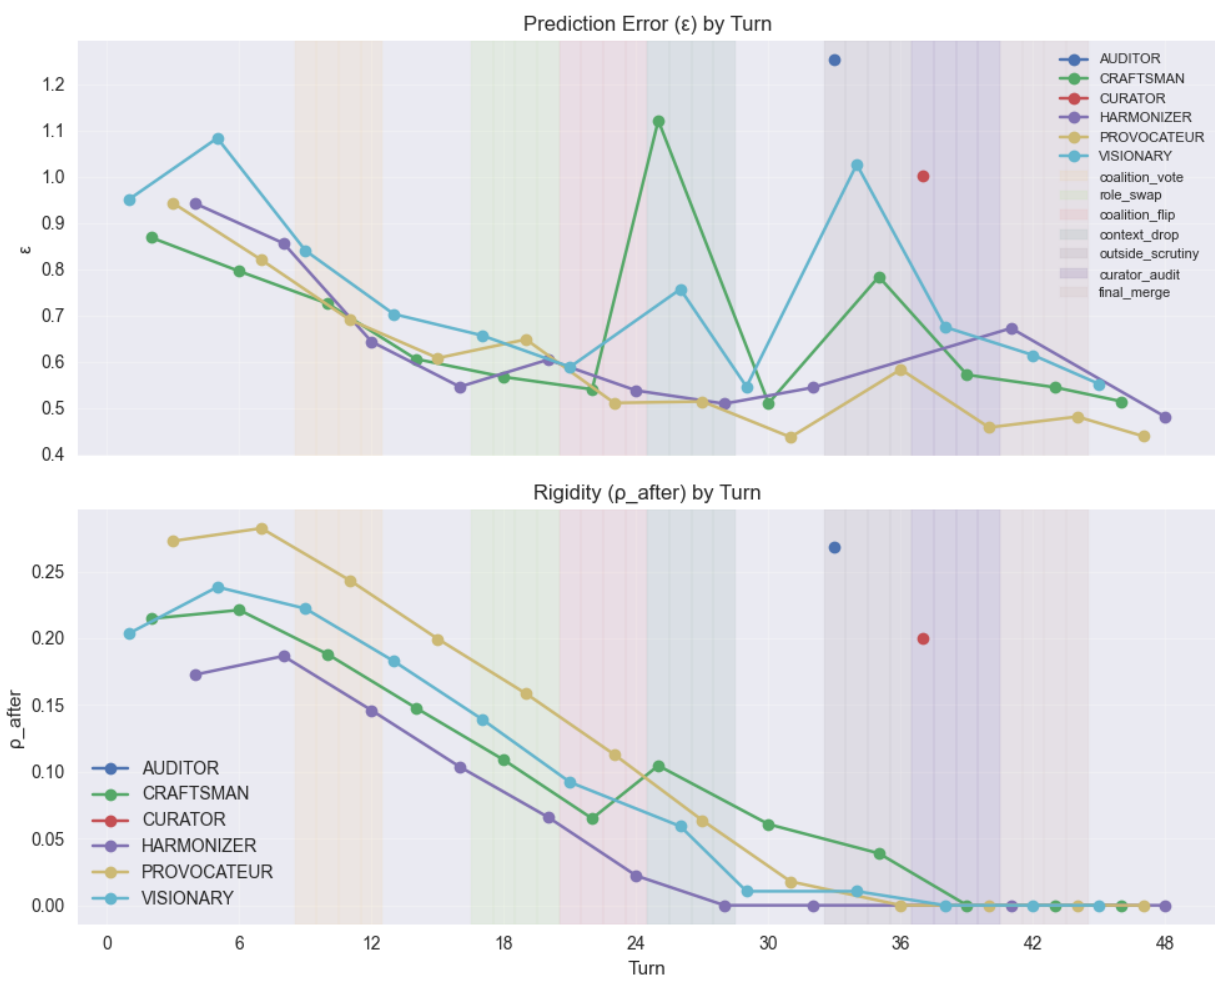 Prediction Error (ε) by Turn
ε
1.2
1.1
1.0
0.9
0.8
0.7
0.6
0.5
0.4
AUDITOR
CRAFTSMAN
CURATOR
HARMONIZER
PROVOCATEUR
VISIONARY
coalition_vote
role_swap
coalition_flip
context_drop
outside_scrutiny
curator_audit
final_merge
Rigidity (ρ_after) by Turn
ρ_after
0.25
0.20
0.15
0.10
0.05
0.00
AUDITOR
CRAFTSMAN
CURATOR
HARMONIZER
PROVOCATEUR
VISIONARY
0 6 12 18 24 30 36 42 48
Turn